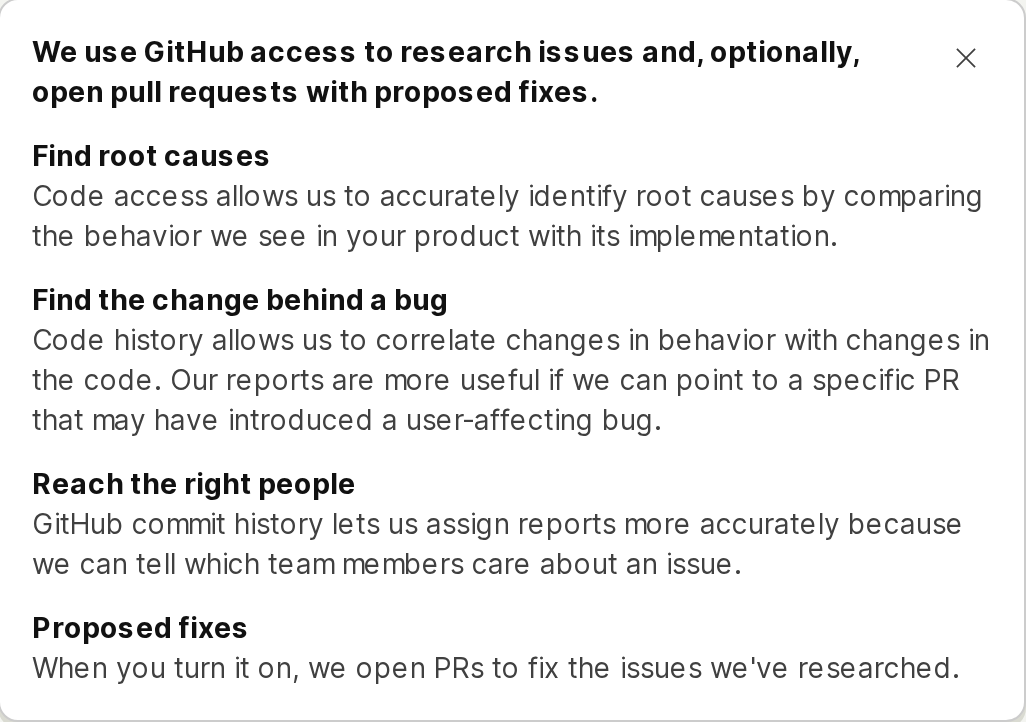 We use GitHub access to research issues and, optionally,
open pull requests with proposed fixes.
Find root causes
Code access allows us to accurately identify root causes by comparing
the behavior we see in your product with its implementation.
Find the change behind a bug
Code history allows us to correlate changes in behavior with changes in
the code. Our reports are more useful if we can point to a specific PR
that may have introduced a user-affecting bug.
Reach the right people
GitHub commit history lets us assign reports more accurately because
we can tell which team members care about an issue.
Proposed fixes
When you turn it on, we open PRs to fix the issues we've researched.